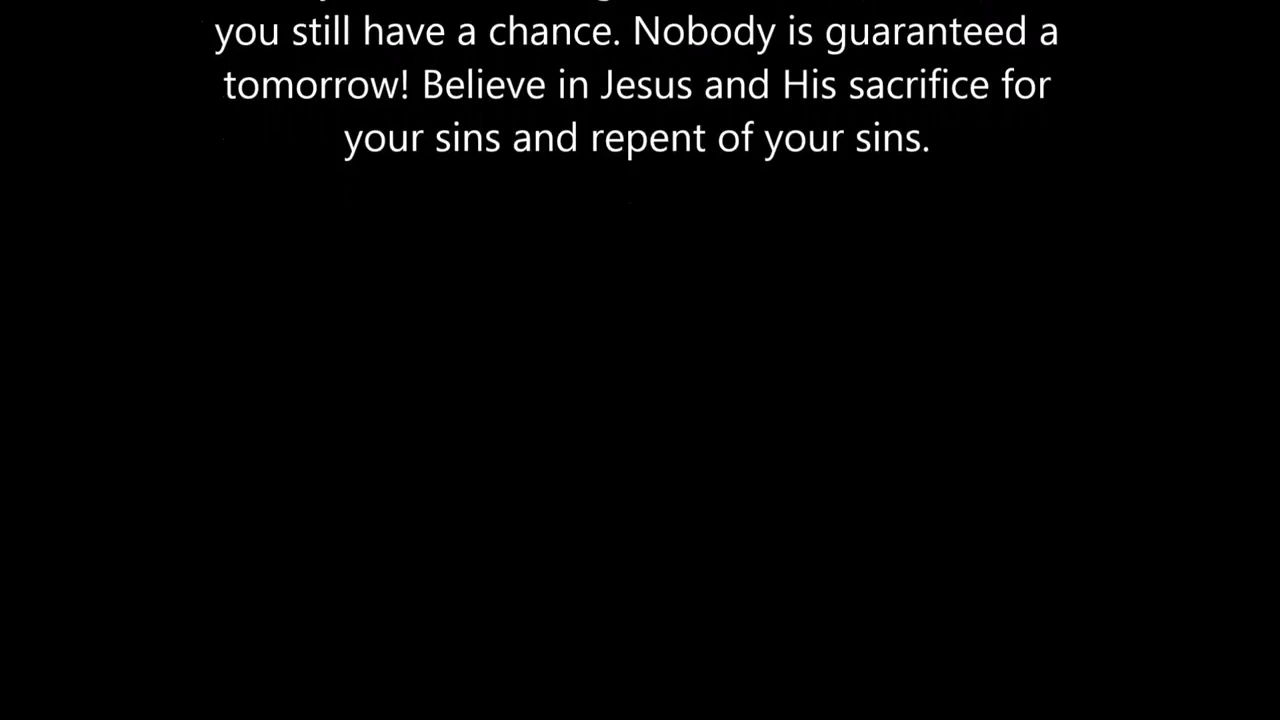 you still have a chance. Nobody is guaranteed a
tomorrow! Believe in Jesus and His sacrifice for
your sins and repent of your sins.